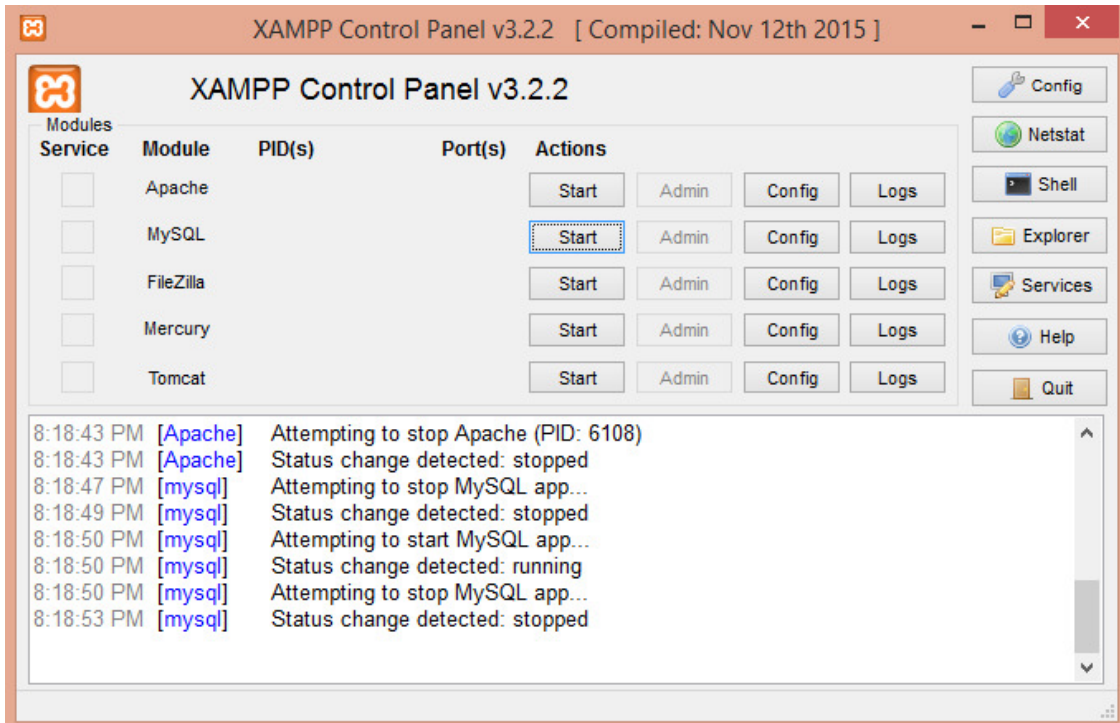 XAMPP Control Panel v3.2.2 [ Compiled: Nov 12th 2015 ]
XAMPP Control Panel v3.2.2
Config
Modules
Service Module PID(s) Port(s) Actions
Netstat
Apache Start Admin Config Logs
Shell
MySQL Start Admin Config Logs
Explorer
FileZilla Start Admin Config Logs
Services
Mercury Start Admin Config Logs
Help
Tomcat Start Admin Config Logs
Quit
8:18:43 PM [Apache] Attempting to stop Apache (PID: 6108)
8:18:43 PM [Apache] Status change detected: stopped
8:18:47 PM [mysql] Attempting to stop MySQL app...
8:18:49 PM [mysql] Status change detected: stopped
8:18:50 PM [mysql] Attempting to start MySQL app...
8:18:50 PM [mysql] Status change detected: running
8:18:50 PM [mysql] Attempting to stop MySQL app...
8:18:53 PM [mysql] Status change detected: stopped